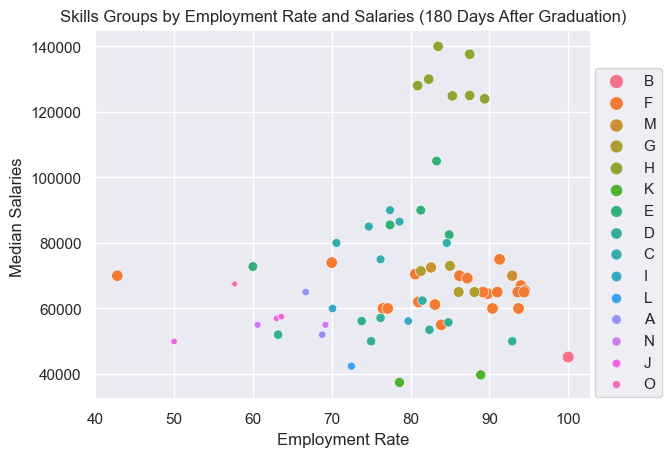 Skills Groups by Employment Rate and Salaries (180 Days After Graduation)
Median Salaries
140000
120000
100000
80000
60000
40000
40 50 60 70 80 90 100
Employment Rate
B
F
M
G
H
K
E
D
C
I
L
A
N
J
O